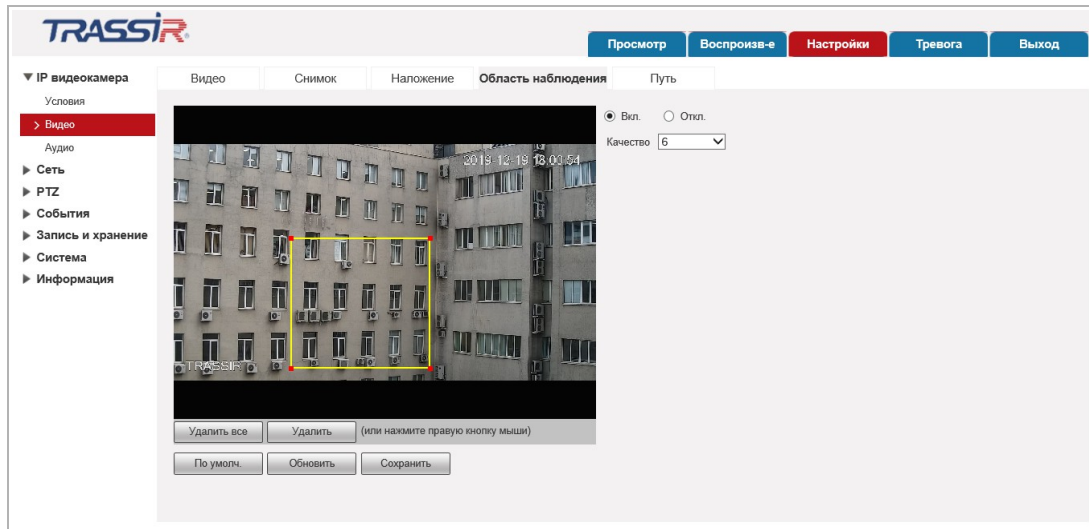 TRASSIR
Просмотр Воспроизв-е Настройки Тревога Выход
IP видеокамера
Условия
Видео
Аудио
Сеть
PTZ
События
Запись и хранение
Система
Информация
Видео Снимок Наложение Область наблюдения Путь
2019-12-19 18:03:54
TRASSIR
Вкл. Откл.
Качество 6
Удалить все Удалить (или нажмите правую кнопку мыши)
По умолч. Обновить Сохранить